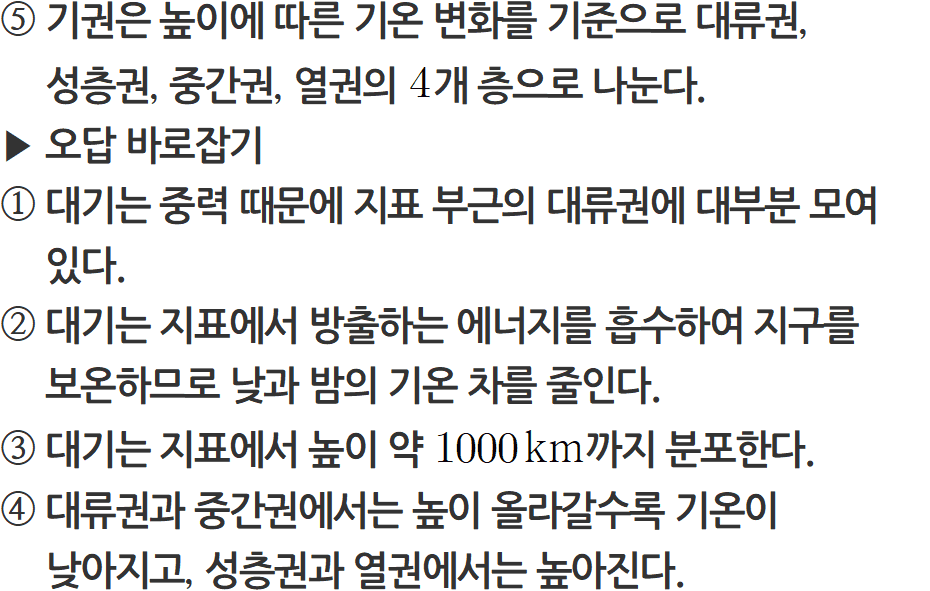 ⑤ 기권은 높이에 따른 기온 변화를 기준으로 대류권,
성층권, 중간권, 열권의 4개 층으로 나눈다.
▶ 오답 바로잡기
① 대기는 중력 때문에 지표 부근의 대류권에 대부분 모여
있다.
② 대기는 지표에서 방출하는 에너지를 흡수하여 지구를
보온하므로 낮과 밤의 기온 차를 줄인다.
③ 대기는 지표에서 높이 약 1000 km까지 분포한다.
④ 대류권과 중간권에서는 높이 올라갈수록 기온이
낮아지고, 성층권과 열권에서는 높아진다.